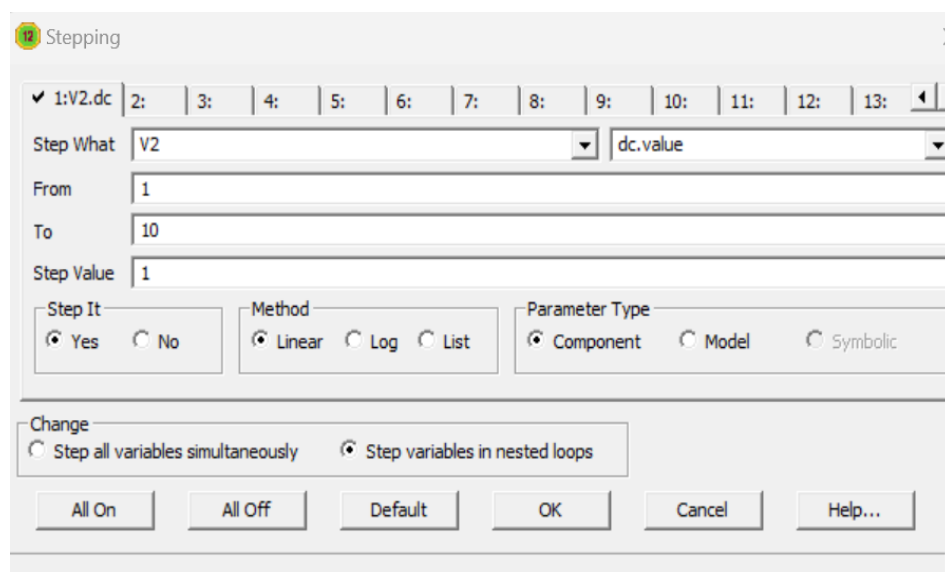 12 Stepping
1:V2.dc 2: 3: 4: 5: 6: 7: 8: 9: 10: 11: 12: 13:
Step What V2 dc.value
From 1
To 10
Step Value 1
Step It Method Parameter Type
Yes No Linear Log List Component Model Symbolic
Change
Step all variables simultaneously Step variables in nested loops
All On All Off Default OK Cancel Help...